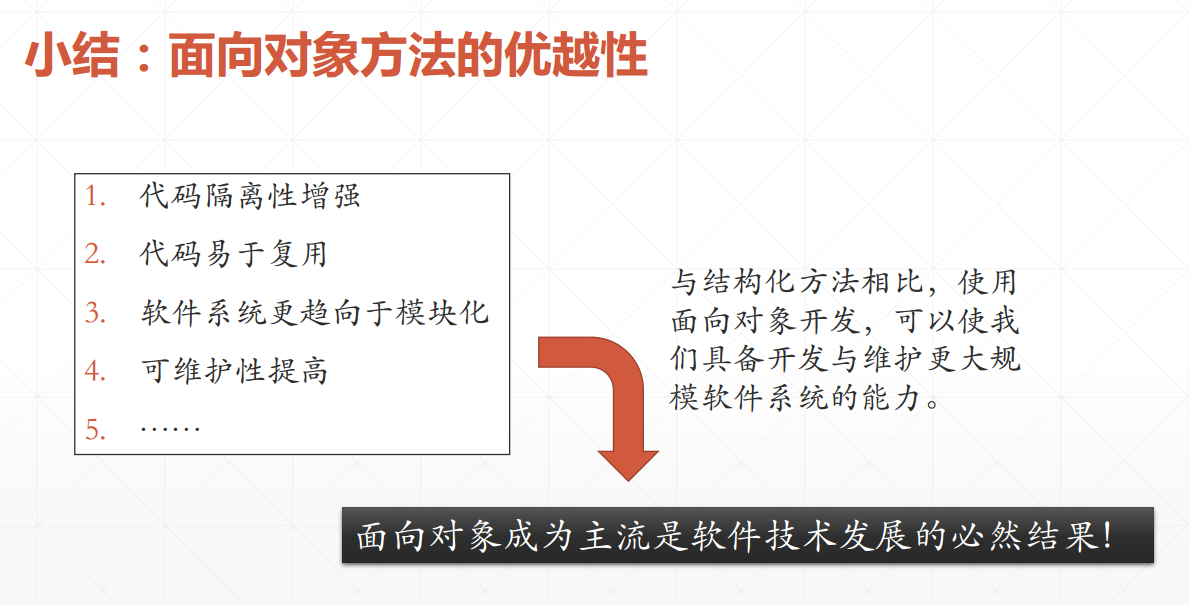 小结：面向对象方法的优越性
1. 代码隔离性增强
2. 代码易于复用
3. 软件系统更趋向于模块化
4. 可维护性提高
5. ……
与结构化方法相比，使用
面向对象开发，可以使我
们具备开发与维护更大规
模软件系统的能力。
面向对象成为主流是软件技术发展的必然结果！